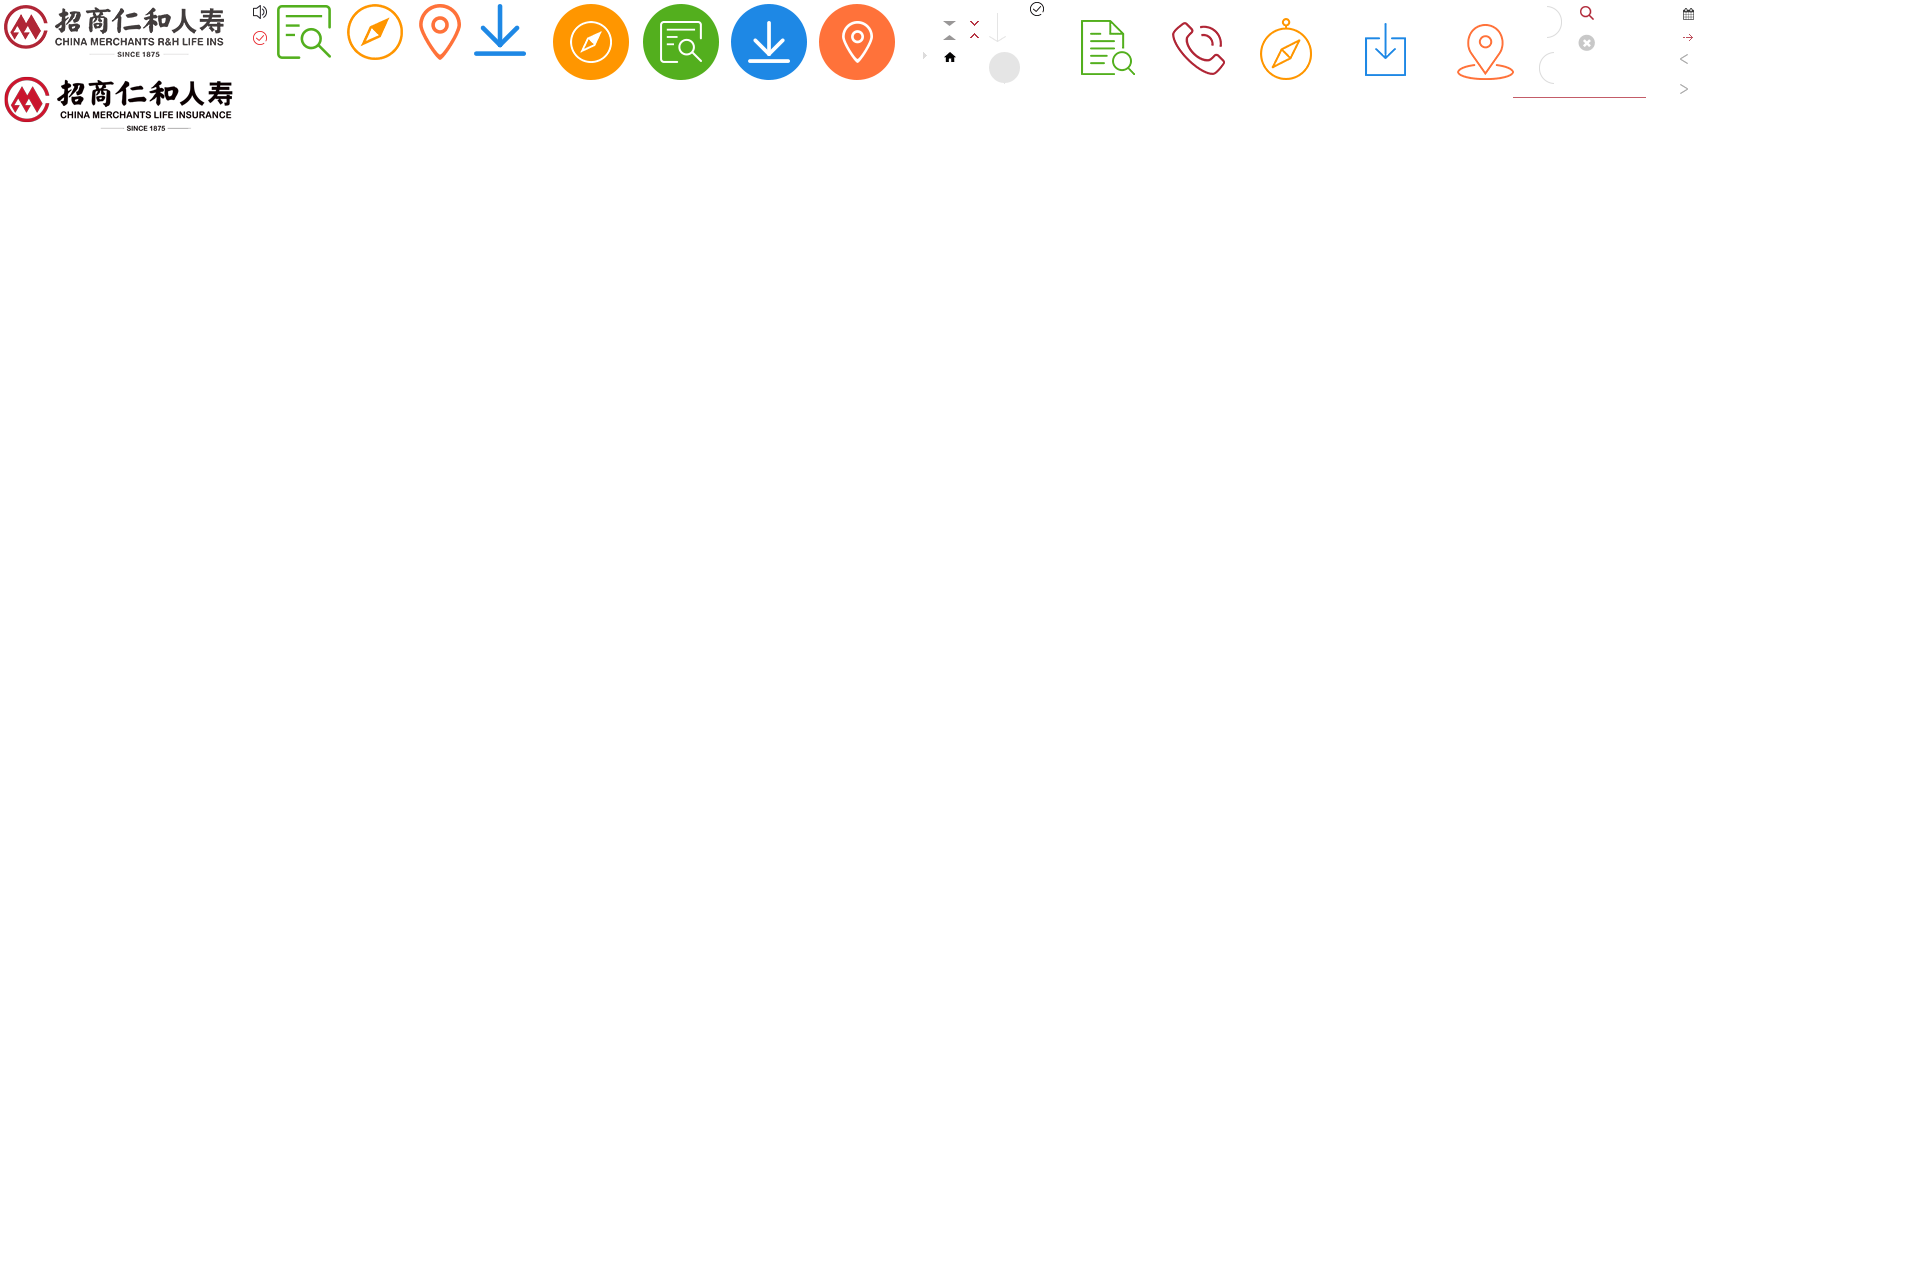 招商仁和人寿
CHINA MERCHANTS R&H LIFE INS
SINCE 1875
招商仁和人寿
CHINA MERCHANTS LIFE INSURANCE
SINCE 1875